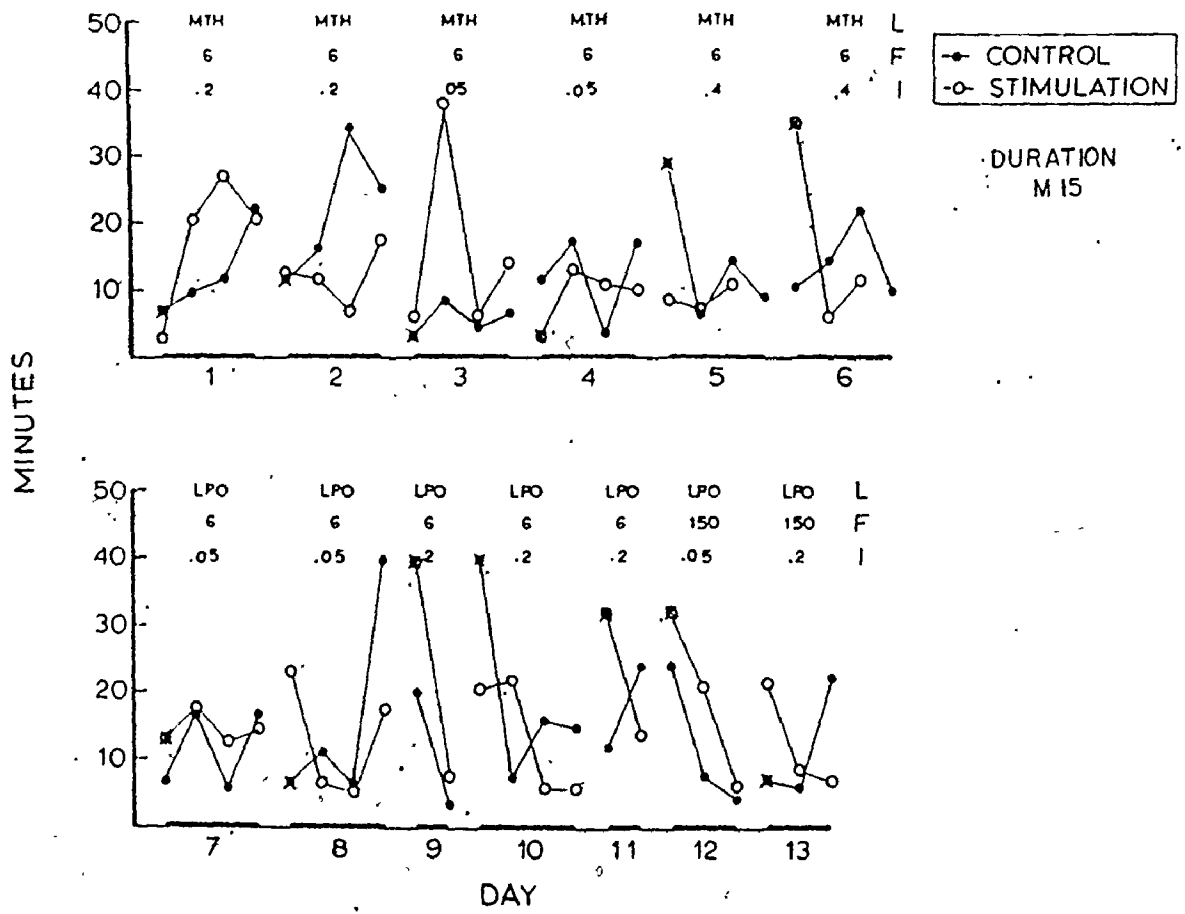 50 MTH MTH MTH MTH MTH MTH L
6 6 6 6 6 6 F
40 .2 .2 .05 .05 .4 .4 I
30
20
10
1 2 3 4 5 6
CONTROL
STIMULATION
DURATION
M 15
MINUTES
50 LPO LPO LPO LPO LPO LPO LPO L
6 6 6 6 6 150 150 F
40 .05 .05 .2 .2 .2 .05 .2 I
30
20
10
7 8 9 10 11 12 13
DAY